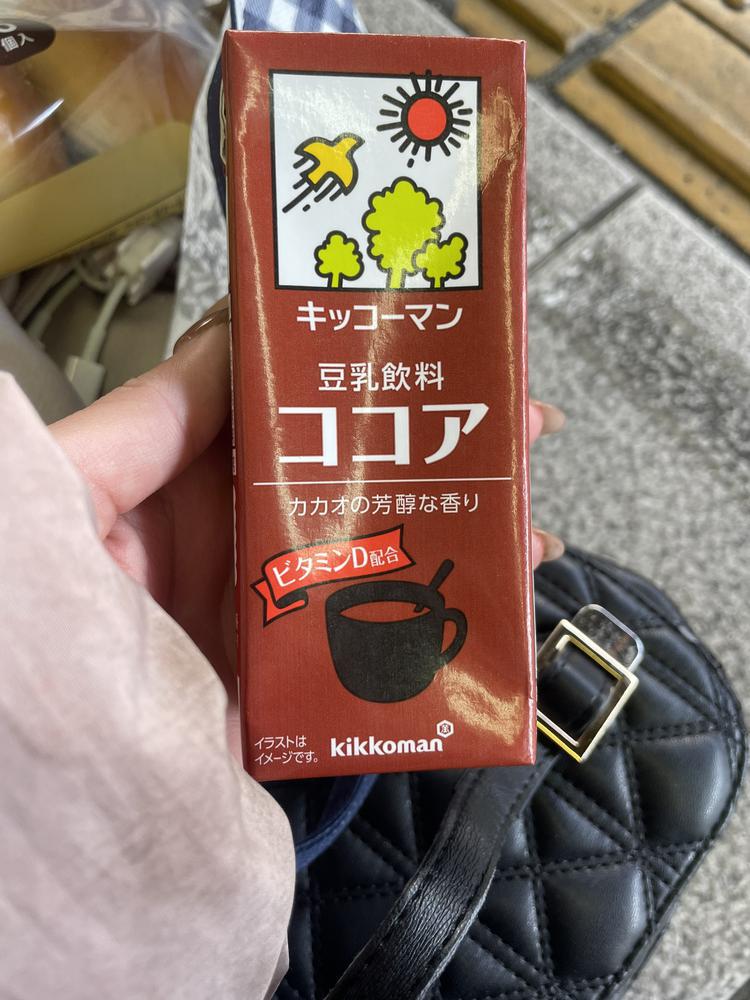 個入
キッコーマン
豆乳飲料
ココア
カカオの芳醇な香り
ビタミンD配合
イラストは
イメージです。
kikkoman